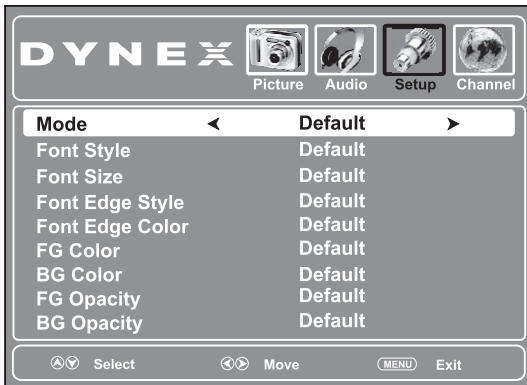 DYNEX
Picture Audio Setup Channel
Mode Default
Font Style Default
Font Size Default
Font Edge Style Default
Font Edge Color Default
FG Color Default
BG Color Default
FG Opacity Default
BG Opacity Default
Select Move MENU Exit